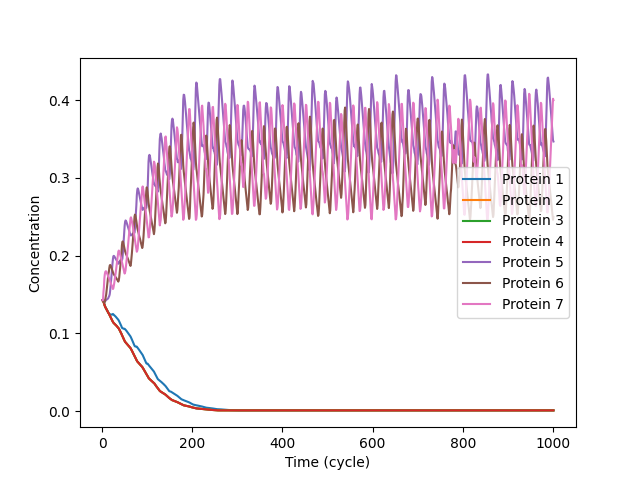 0.4
0.3
0.2
0.1
0.0
Concentration
0
200
400
600
800
1000
Time (cycle)
Protein 1
Protein 2
Protein 3
Protein 4
Protein 5
Protein 6
Protein 7